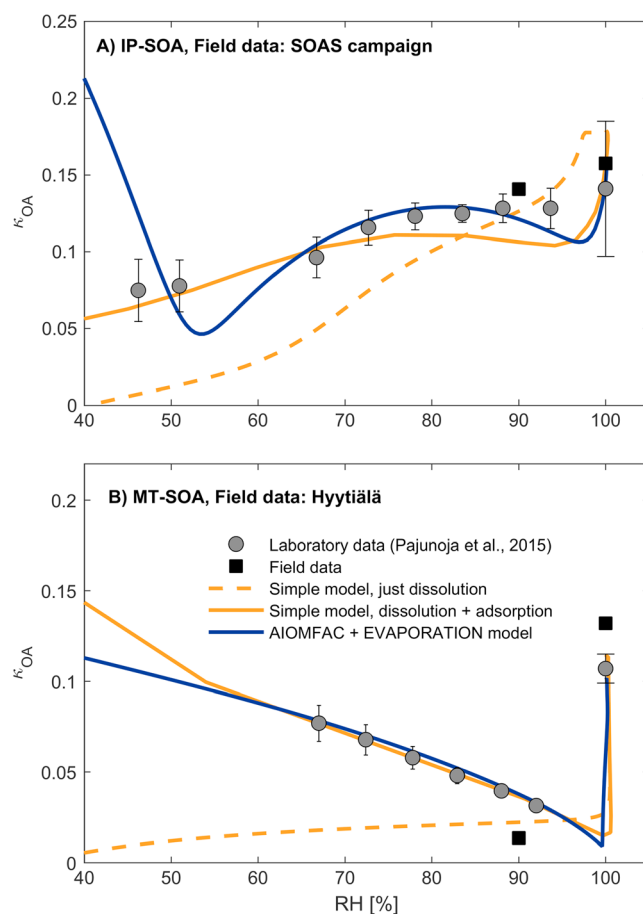 0.25
A) IP-SOA, Field data: SOAS campaign
0.2
0.15
κOA
0.1
0.05
0
40 50 60 70 80 90 100
B) MT-SOA, Field data: Hyytiälä
0.2
Laboratory data (Pajunoja et al., 2015)
Field data
0.15
Simple model, just dissolution
Simple model, dissolution + adsorption
AIOMFAC + EVAPORATION model
κOA
0.1
0.05
0
40 50 60 70 80 90 100
RH [%]